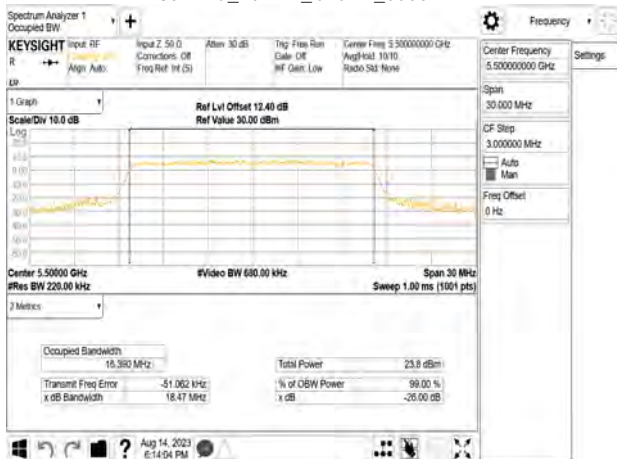 Spectrum Analyzer 1
Occupied BW
+
Frequency
KEYSIGHT
R
Input: RF
Align: Auto
Input Z: 50 Ω
Corrections: Off
Freq Ref: Int (S)
Atten: 30 dB
Trig: Free Run
Gate: Off
#IF Gain: Low
Center Freq: 5.500000000 GHz
Avg|Hold: 10/10
Radio Std: None
Center Frequency
5.500000000 GHz
Settings
Span
30.000 MHz
CF Step
3.000000 MHz
Auto
Man
Freq Offset
0 Hz
1 Graph
Scale/Div 10.0 dB
Ref Lvl Offset 12.40 dB
Ref Value 30.00 dBm
Log
Center 5.50000 GHz
#Res BW 220.00 kHz
#Video BW 680.00 kHz
Span 30 MHz
Sweep 1.00 ms (1001 pts)
2 Metrics
Occupied Bandwidth
16.390 MHz
Total Power 23.8 dBm
Transmit Freq Error -51.062 kHz
% of OBW Power 99.00 %
x dB Bandwidth 18.47 MHz
x dB -26.00 dB
?
Aug 14, 2023
6:14:04 PM